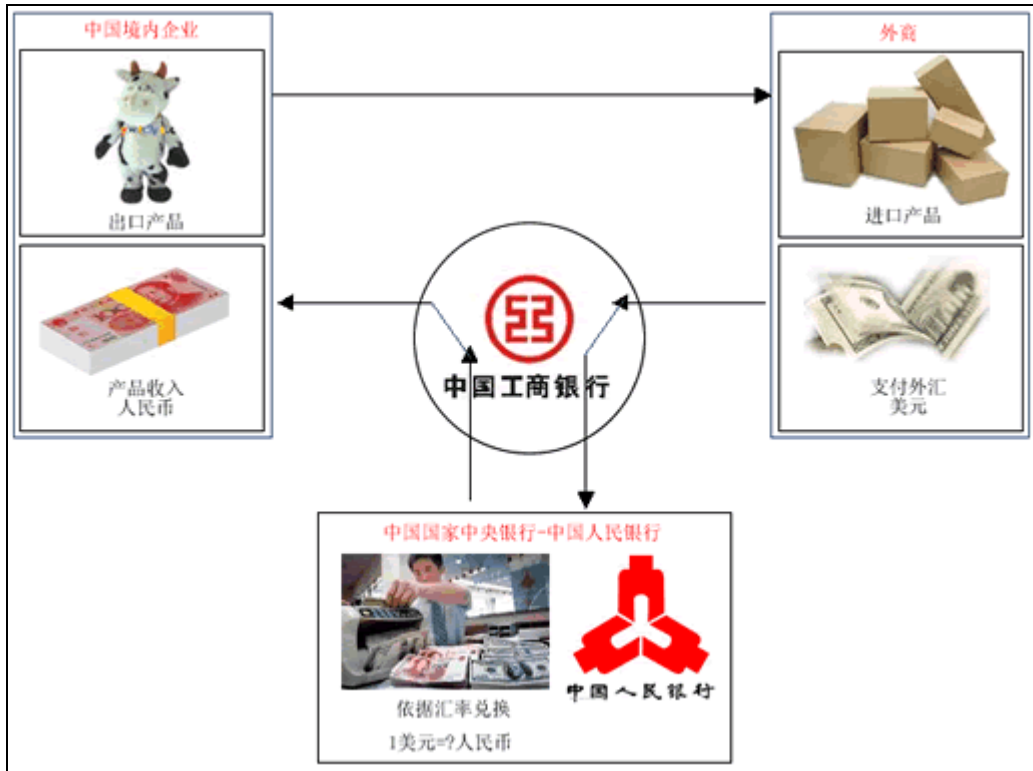 中国境内企业
出口产品
产品收入
人民币
外商
进口产品
支付外汇
美元
中国工商银行
中国国家中央银行-中国人民银行
依据汇率兑换
1美元=?人民币
中国人民银行